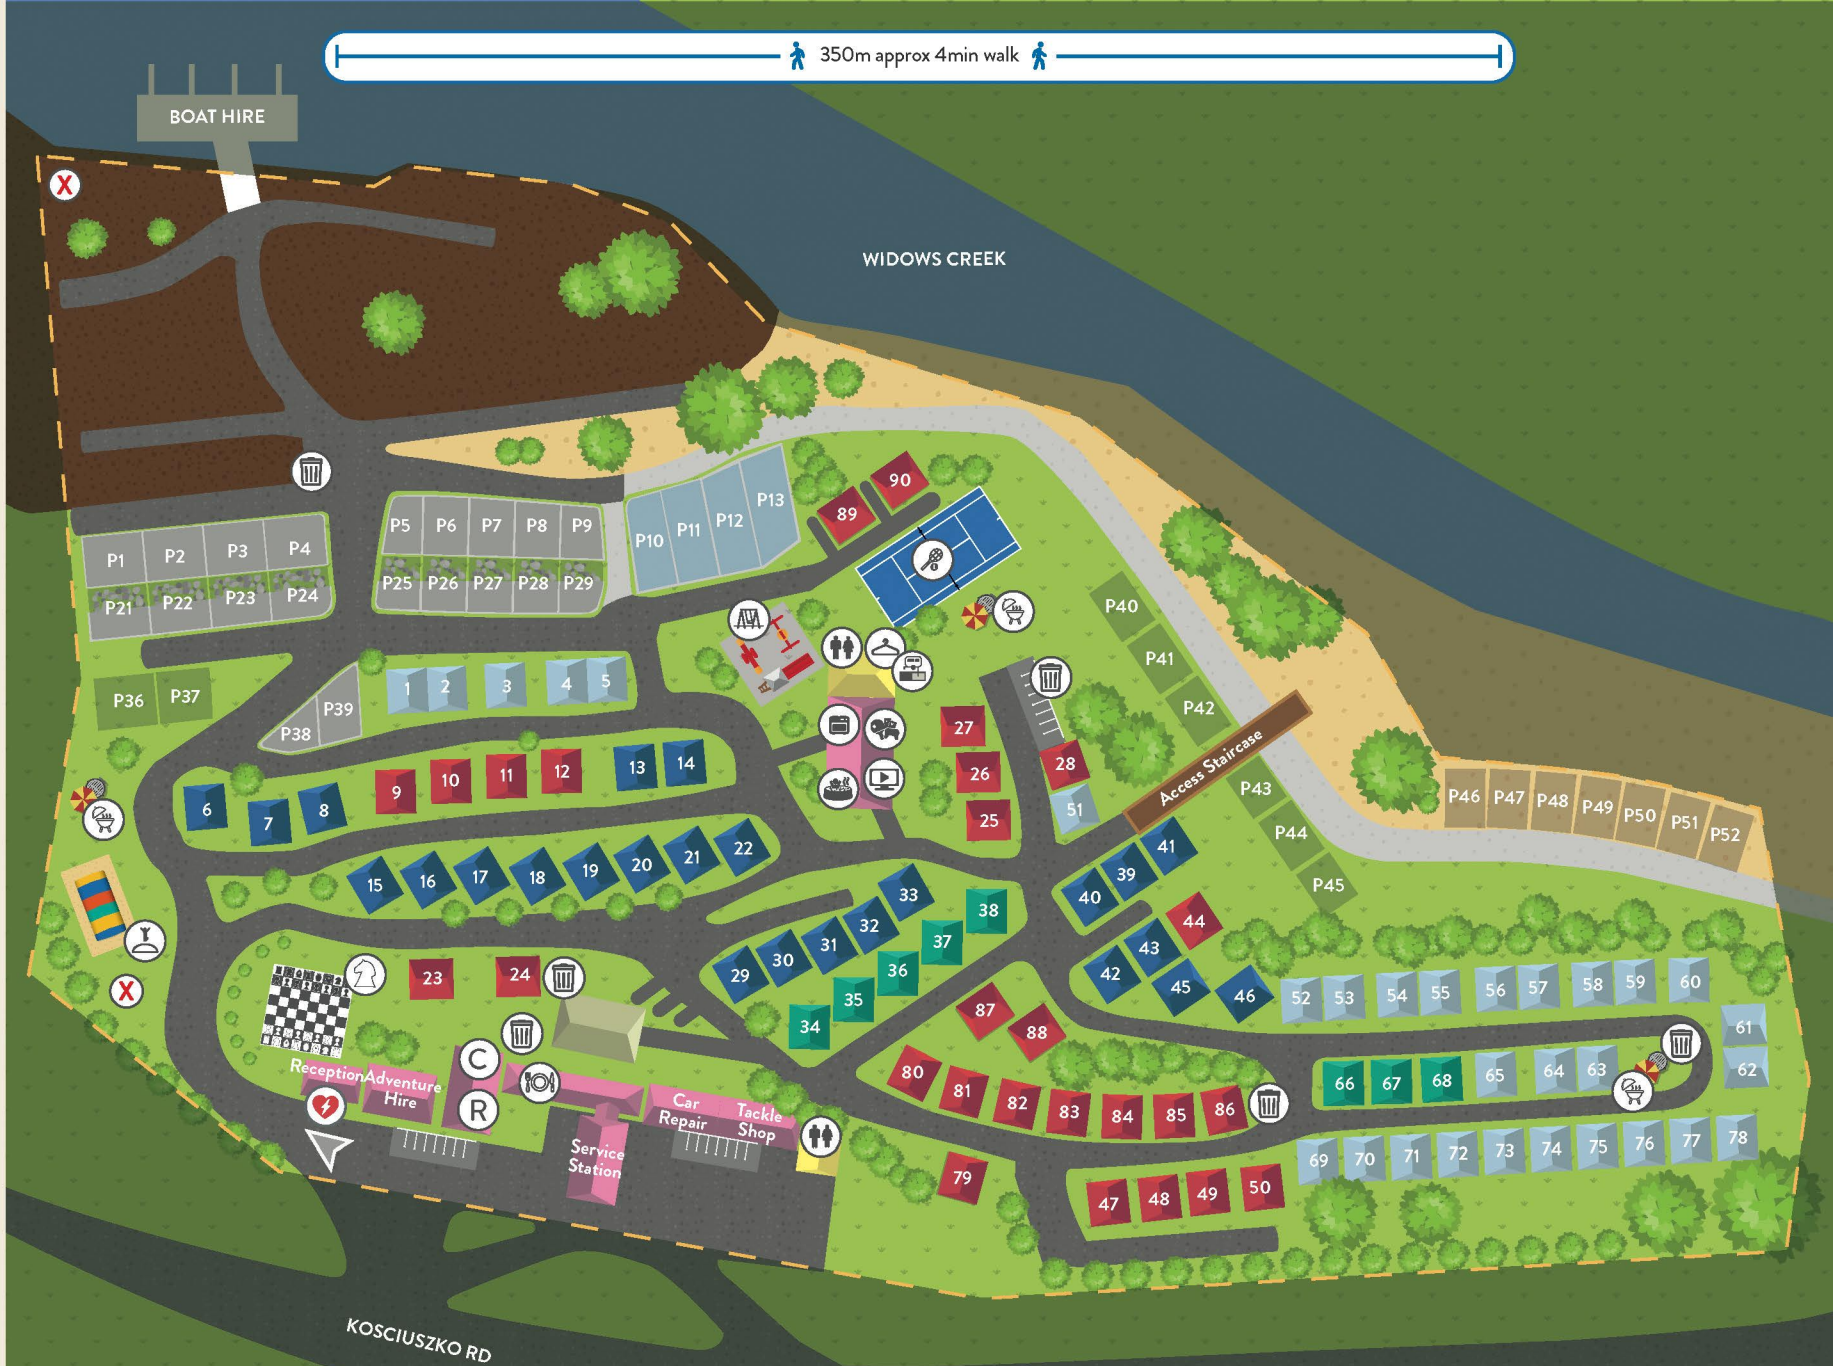 350m approx 4min walk
BOAT HIRE
X
WIDOWS CREEK
P1
P2
P3
P4
P5
P6
P7
P8
P9
P10
P11
P12
P13
P21
P22
P23
P24
P25
P26
P27
P28
P29
90
89
P40
P41
P42
P36
P37
P38
P39
1
2
3
4
5
27
26
25
28
51
Access Staircase
P43
P44
P45
P46
P47
P48
P49
P50
P51
P52
6
7
8
9
10
11
12
13
14
15
16
17
18
19
20
21
22
33
32
31
30
29
38
37
36
35
34
41
39
40
44
43
42
45
46
52
53
54
55
56
57
58
59
60
61
62
X
23
24
87
88
80
81
82
83
84
85
86
66
67
68
65
64
63
C
R
Reception
Adventure
Hire
Car
Repair
Tackle
Shop
Service
Station
79
47
48
49
50
69
70
71
72
73
74
75
76
77
78
KOSCIUSZKO RD